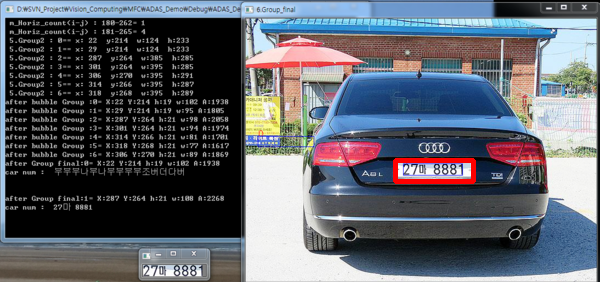 D:\SVN_Project\Vision_Computing\MFC\ADAS_Demo\Debug\ADAS_Demo
m_Horiz_count(i-j) : 180-262= 1
m_Horiz_count(i-j) : 181-265= 4
5.Group2 : 0== x: 22 y:214 w:124 h:233
5.Group2 : 1== x: 29 y:214 w:124 h:233
5.Group2 : 2== x: 287 y:264 w:385 h:285
5.Group2 : 3== x: 301 y:264 w:395 h:285
5.Group2 : 4== x: 306 y:270 w:395 h:291
5.Group2 : 5== x: 314 y:266 w:395 h:287
5.Group2 : 6== x: 318 y:268 w:395 h:289
after bubble Group :0= X:22 Y:214 h:19 w:102 A:1938
after bubble Group :1= X:29 Y:214 h:19 w:95 A:1805
after bubble Group :2= X:287 Y:264 h:21 w:98 A:2058
after bubble Group :3= X:301 Y:264 h:21 w:94 A:1974
after bubble Group :4= X:314 Y:266 h:21 w:81 A:1701
after bubble Group :5= X:318 Y:268 h:21 w:77 A:1617
after bubble Group :6= X:306 Y:270 h:21 w:89 A:1869
after Group final:0= X:22 Y:214 h:19 w:102 A:1938
car num :
after Group final:1= X:287 Y:264 h:21 w:108 A:2268
car num : 27마 8881
27마 8881
6.Group_final
A8 L
27마 8881
TDI